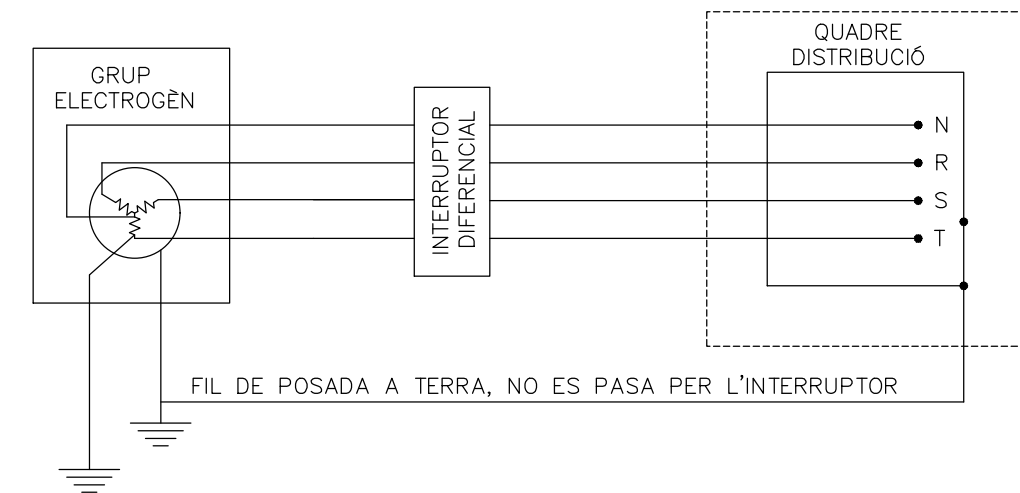 GRUP
ELECTROGÈN
INTERRUPTOR
DIFERENCIAL
QUADRE
DISTRIBUCIÓ
N
R
S
T
FIL DE POSADA A TERRA, NO ES PASA PER L'INTERRUPTOR